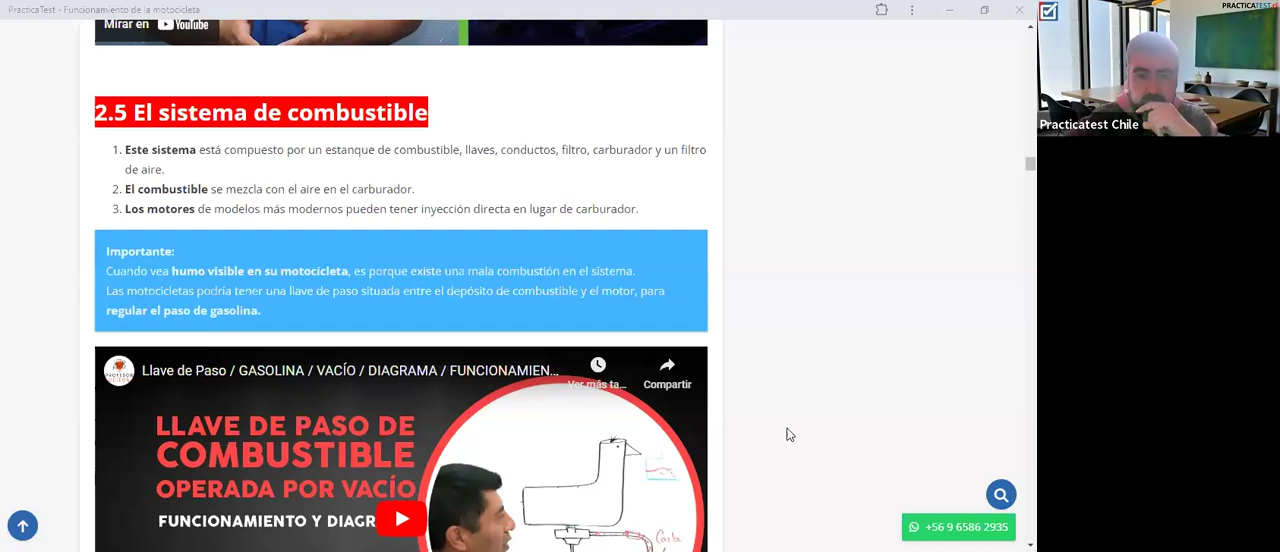 PracticaTest - Funcionamiento de la motocicleta
PRACTICATEST
Mirar en YouTube
Practicatest Chile
2.5 El sistema de combustible
1. Este sistema está compuesto por un estanque de combustible, llaves, conductos, filtro, carburador y un filtro
de aire.
2. El combustible se mezcla con el aire en el carburador.
3. Los motores de modelos más modernos pueden tener inyección directa en lugar de carburador.
Importante:
Cuando vea humo visible en su motocicleta, es porque existe una mala combustión en el sistema.
Las motocicletas podría tener una llave de paso situada entre el depósito de combustible y el motor, para
regular el paso de gasolina.
Llave de Paso / GASOLINA / VACÍO / DIAGRAMA / FUNCIONAMIEN...
Ver más ta...
Compartir
LLAVE DE PASO DE
COMBUSTIBLE
OPERADA POR VACÍO
FUNCIONAMIENTO Y DIAGR
+56 9 6586 2935